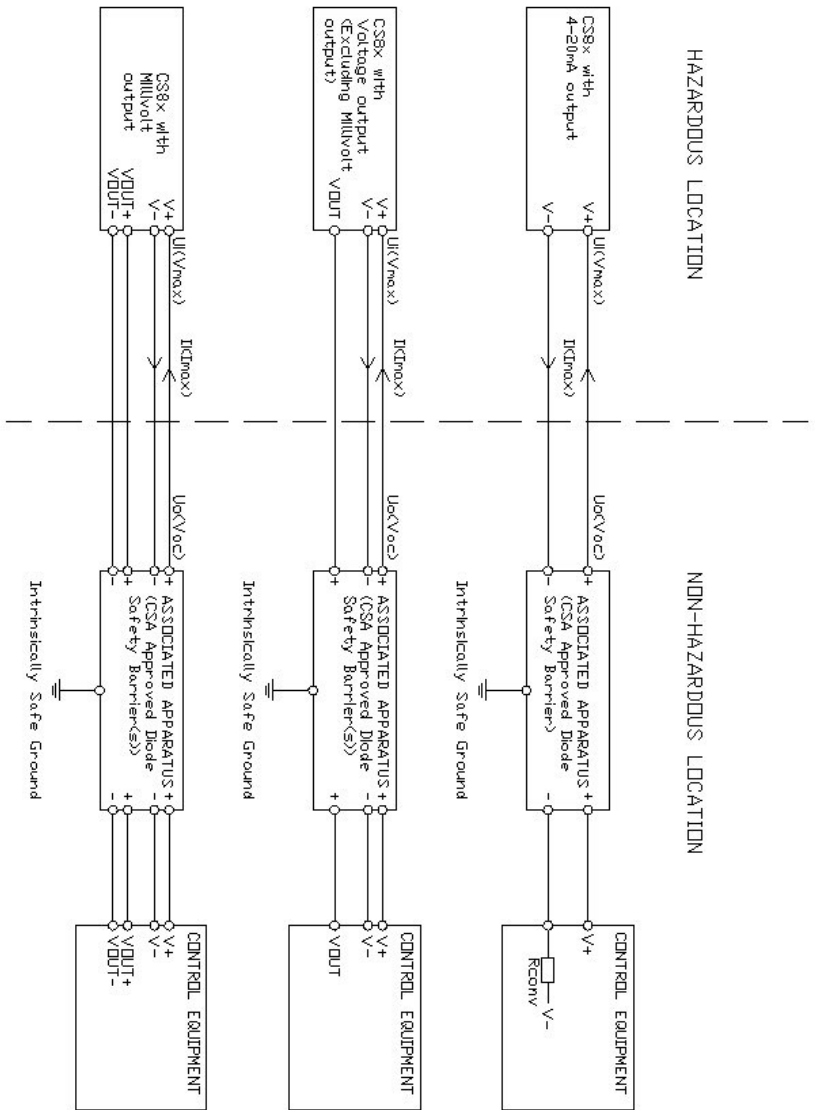 HAZARDOUS LOCATION
NON-HAZARDOUS LOCATION
CS8x with
4-20mA output
V+
V-
Ui(Vmax)
Ii(Imax)
Uo(Voc)
+
-
ASSOCIATED APPARATUS
(CSA Approved Diode
Safety Barrier)
+
-
Intrinsically Safe Ground
CONTROL EQUIPMENT
V+
V-
Rconv
CS8x with
Voltage output
(Excluding Millivolt
output)
V+
V-
VOUT
Ui(Vmax)
Ii(Imax)
Uo(Voc)
+
-
+
ASSOCIATED APPARATUS
(CSA Approved Diode
Safety Barrier(s))
+
-
+
Intrinsically Safe Ground
CONTROL EQUIPMENT
V+
V-
VOUT
CS8x with
Millivolt
output
V+
V-
VOUT+
VOUT-
Ui(Vmax)
Ii(Imax)
Uo(Voc)
+
-
+
-
ASSOCIATED APPARATUS
(CSA Approved Diode
Safety Barrier(s))
+
-
+
-
Intrinsically Safe Ground
CONTROL EQUIPMENT
V+
V-
VOUT+
VOUT-